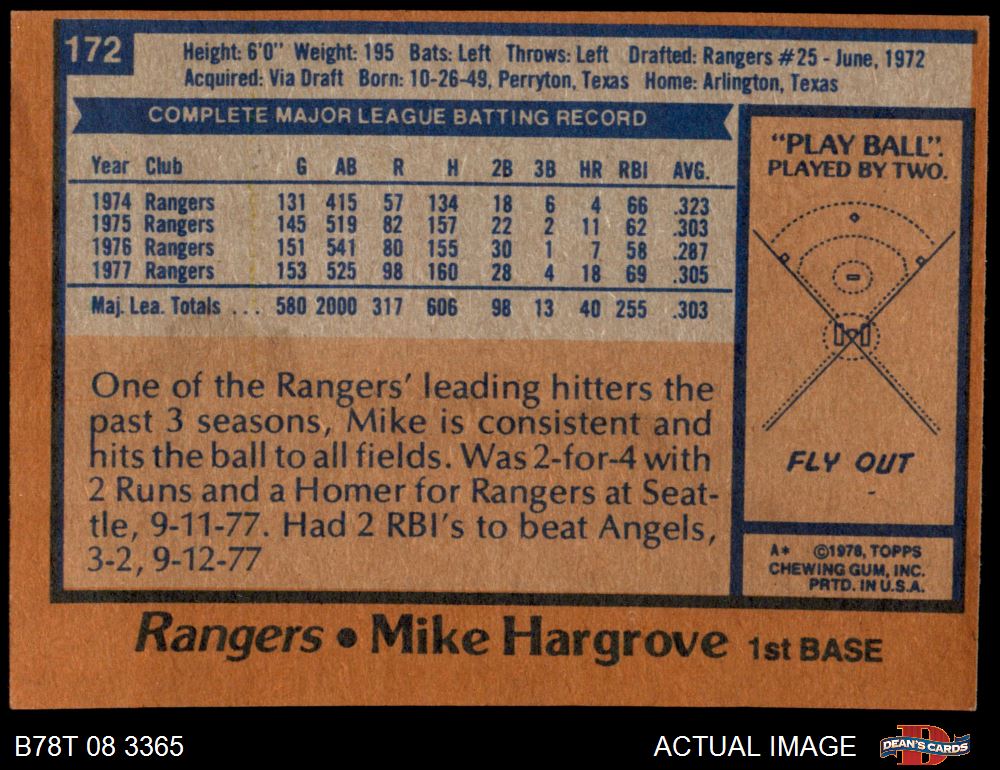 172
Height: 6'0" Weight: 195 Bats: Left Throws: Left Drafted: Rangers #25 - June, 1972
Acquired: Via Draft Born: 10-26-49, Perryton, Texas Home: Arlington, Texas
COMPLETE MAJOR LEAGUE BATTING RECORD
Year Club G AB R H 2B 3B HR RBI AVG.
1974 Rangers 131 415 57 134 18 6 4 66 .323
1975 Rangers 145 519 82 157 22 2 11 62 .303
1976 Rangers 151 541 80 155 30 1 7 58 .287
1977 Rangers 153 525 98 160 28 4 18 69 .305
Maj. Lea. Totals ... 580 2000 317 606 98 13 40 255 .303
One of the Rangers' leading hitters the
past 3 seasons, Mike is consistent and
hits the ball to all fields. Was 2-for-4 with
2 Runs and a Homer for Rangers at Seat-
tle, 9-11-77. Had 2 RBI's to beat Angels,
3-2, 9-12-77
"PLAY BALL".
PLAYED BY TWO.
FLY OUT
A* ©1978, TOPPS
CHEWING GUM, INC.
PRTD. IN U.S.A.
Rangers • Mike Hargrove 1st BASE
B78T 08 3365
ACTUAL IMAGE
D
DEAN'S CARDS